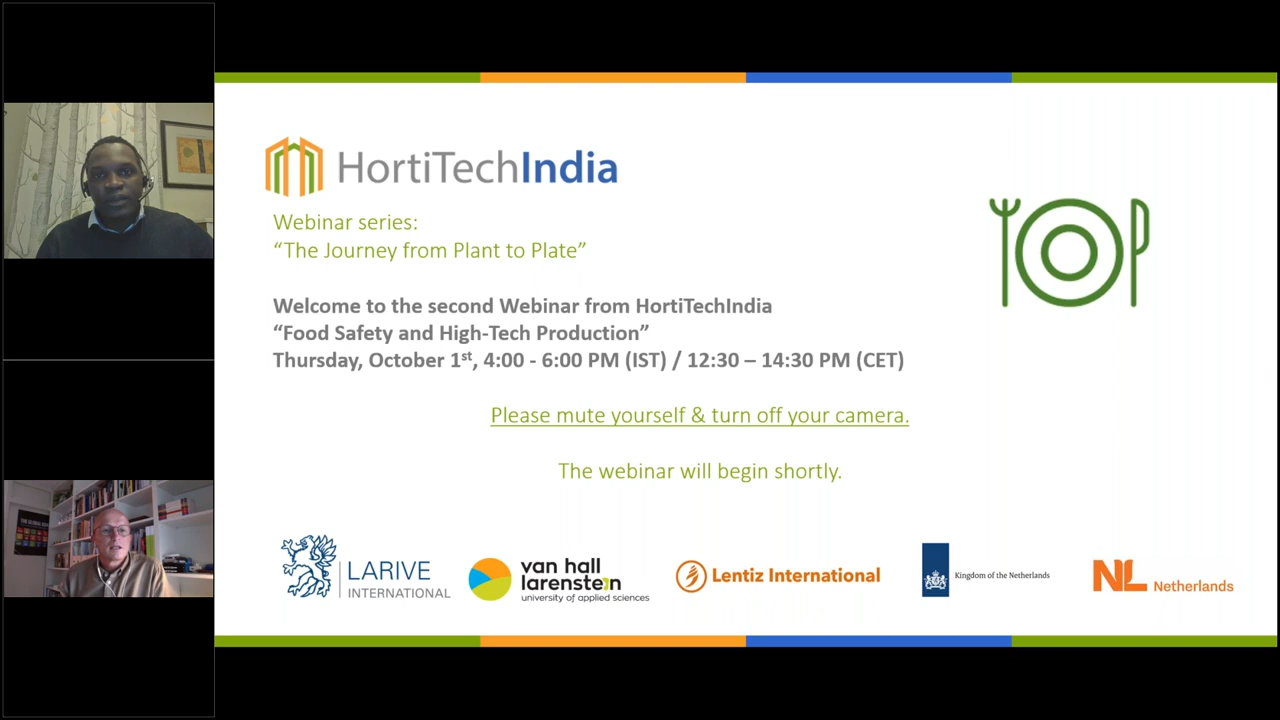 HortiTechIndia
Webinar series:
“The Journey from Plant to Plate”
Welcome to the second Webinar from HortiTechIndia
“Food Safety and High-Tech Production”
Thursday, October 1st, 4:00 - 6:00 PM (IST) / 12:30 – 14:30 PM (CET)
Please mute yourself & turn off your camera.
The webinar will begin shortly.
LARIVE
INTERNATIONAL
van hall
larenstein
university of applied sciences
Lentiz International
Kingdom of the Netherlands
NL Netherlands
THE GLOBAL